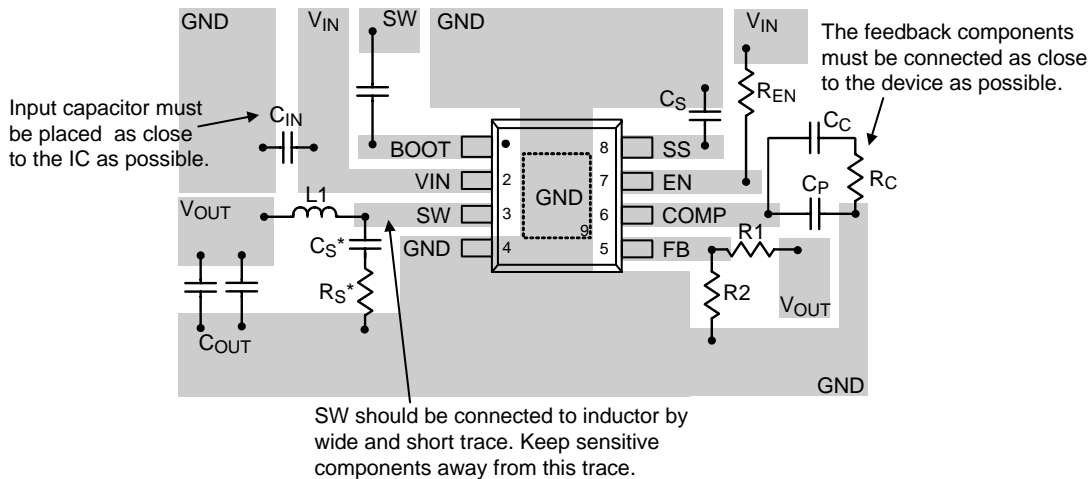 GND
VIN
SW
GND
VIN
The feedback components
must be connected as close
to the device as possible.
Input capacitor must
be placed as close
to the IC as possible.
CIN
CS
REN
CC
BOOT
8
SS
RC
VIN
2
GND
7
EN
CP
L1
VOUT
SW
3
6
COMP
9
R1
CS*
GND
4
5
FB
RS*
R2
VOUT
COUT
GND
SW should be connected to inductor by
wide and short trace. Keep sensitive
components away from this trace.